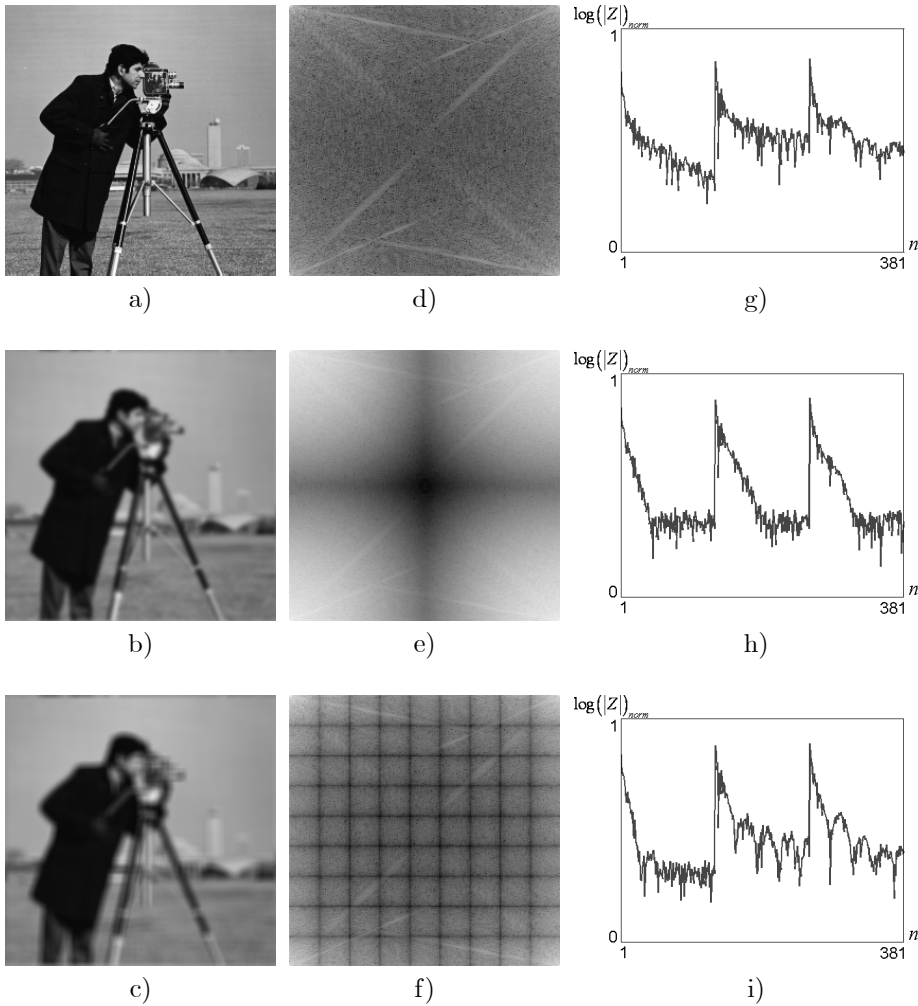 log(|Z|)norm
1
0
1
381
n
a)
d)
g)
log(|Z|)norm
1
0
1
381
n
b)
e)
h)
log(|Z|)norm
1
0
1
381
n
c)
f)
i)